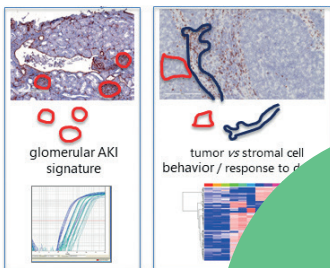 glomerular AKI
signature
tumor vs stromal cell
behavior / response to